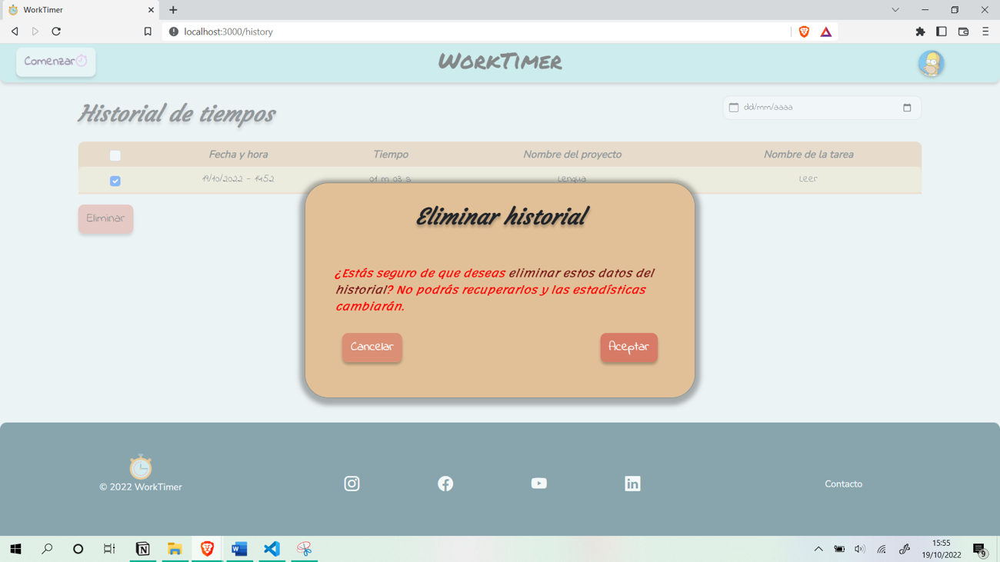 WorkTimer
localhost:3000/history
Comenzar
WorkTimer
Historial de tiempos
dd/mm/aaaa
Fecha y hora Tiempo Nombre del proyecto Nombre de la tarea
19/10/2022 - 14:52 01 m 03 s Lengua Leer
Eliminar
Eliminar historial
¿Estás seguro de que deseas eliminar estos datos del
historial? No podrás recuperarlos y las estadísticas
cambiarán.
Cancelar Aceptar
© 2022 WorkTimer
Contacto
15:55
19/10/2022
9